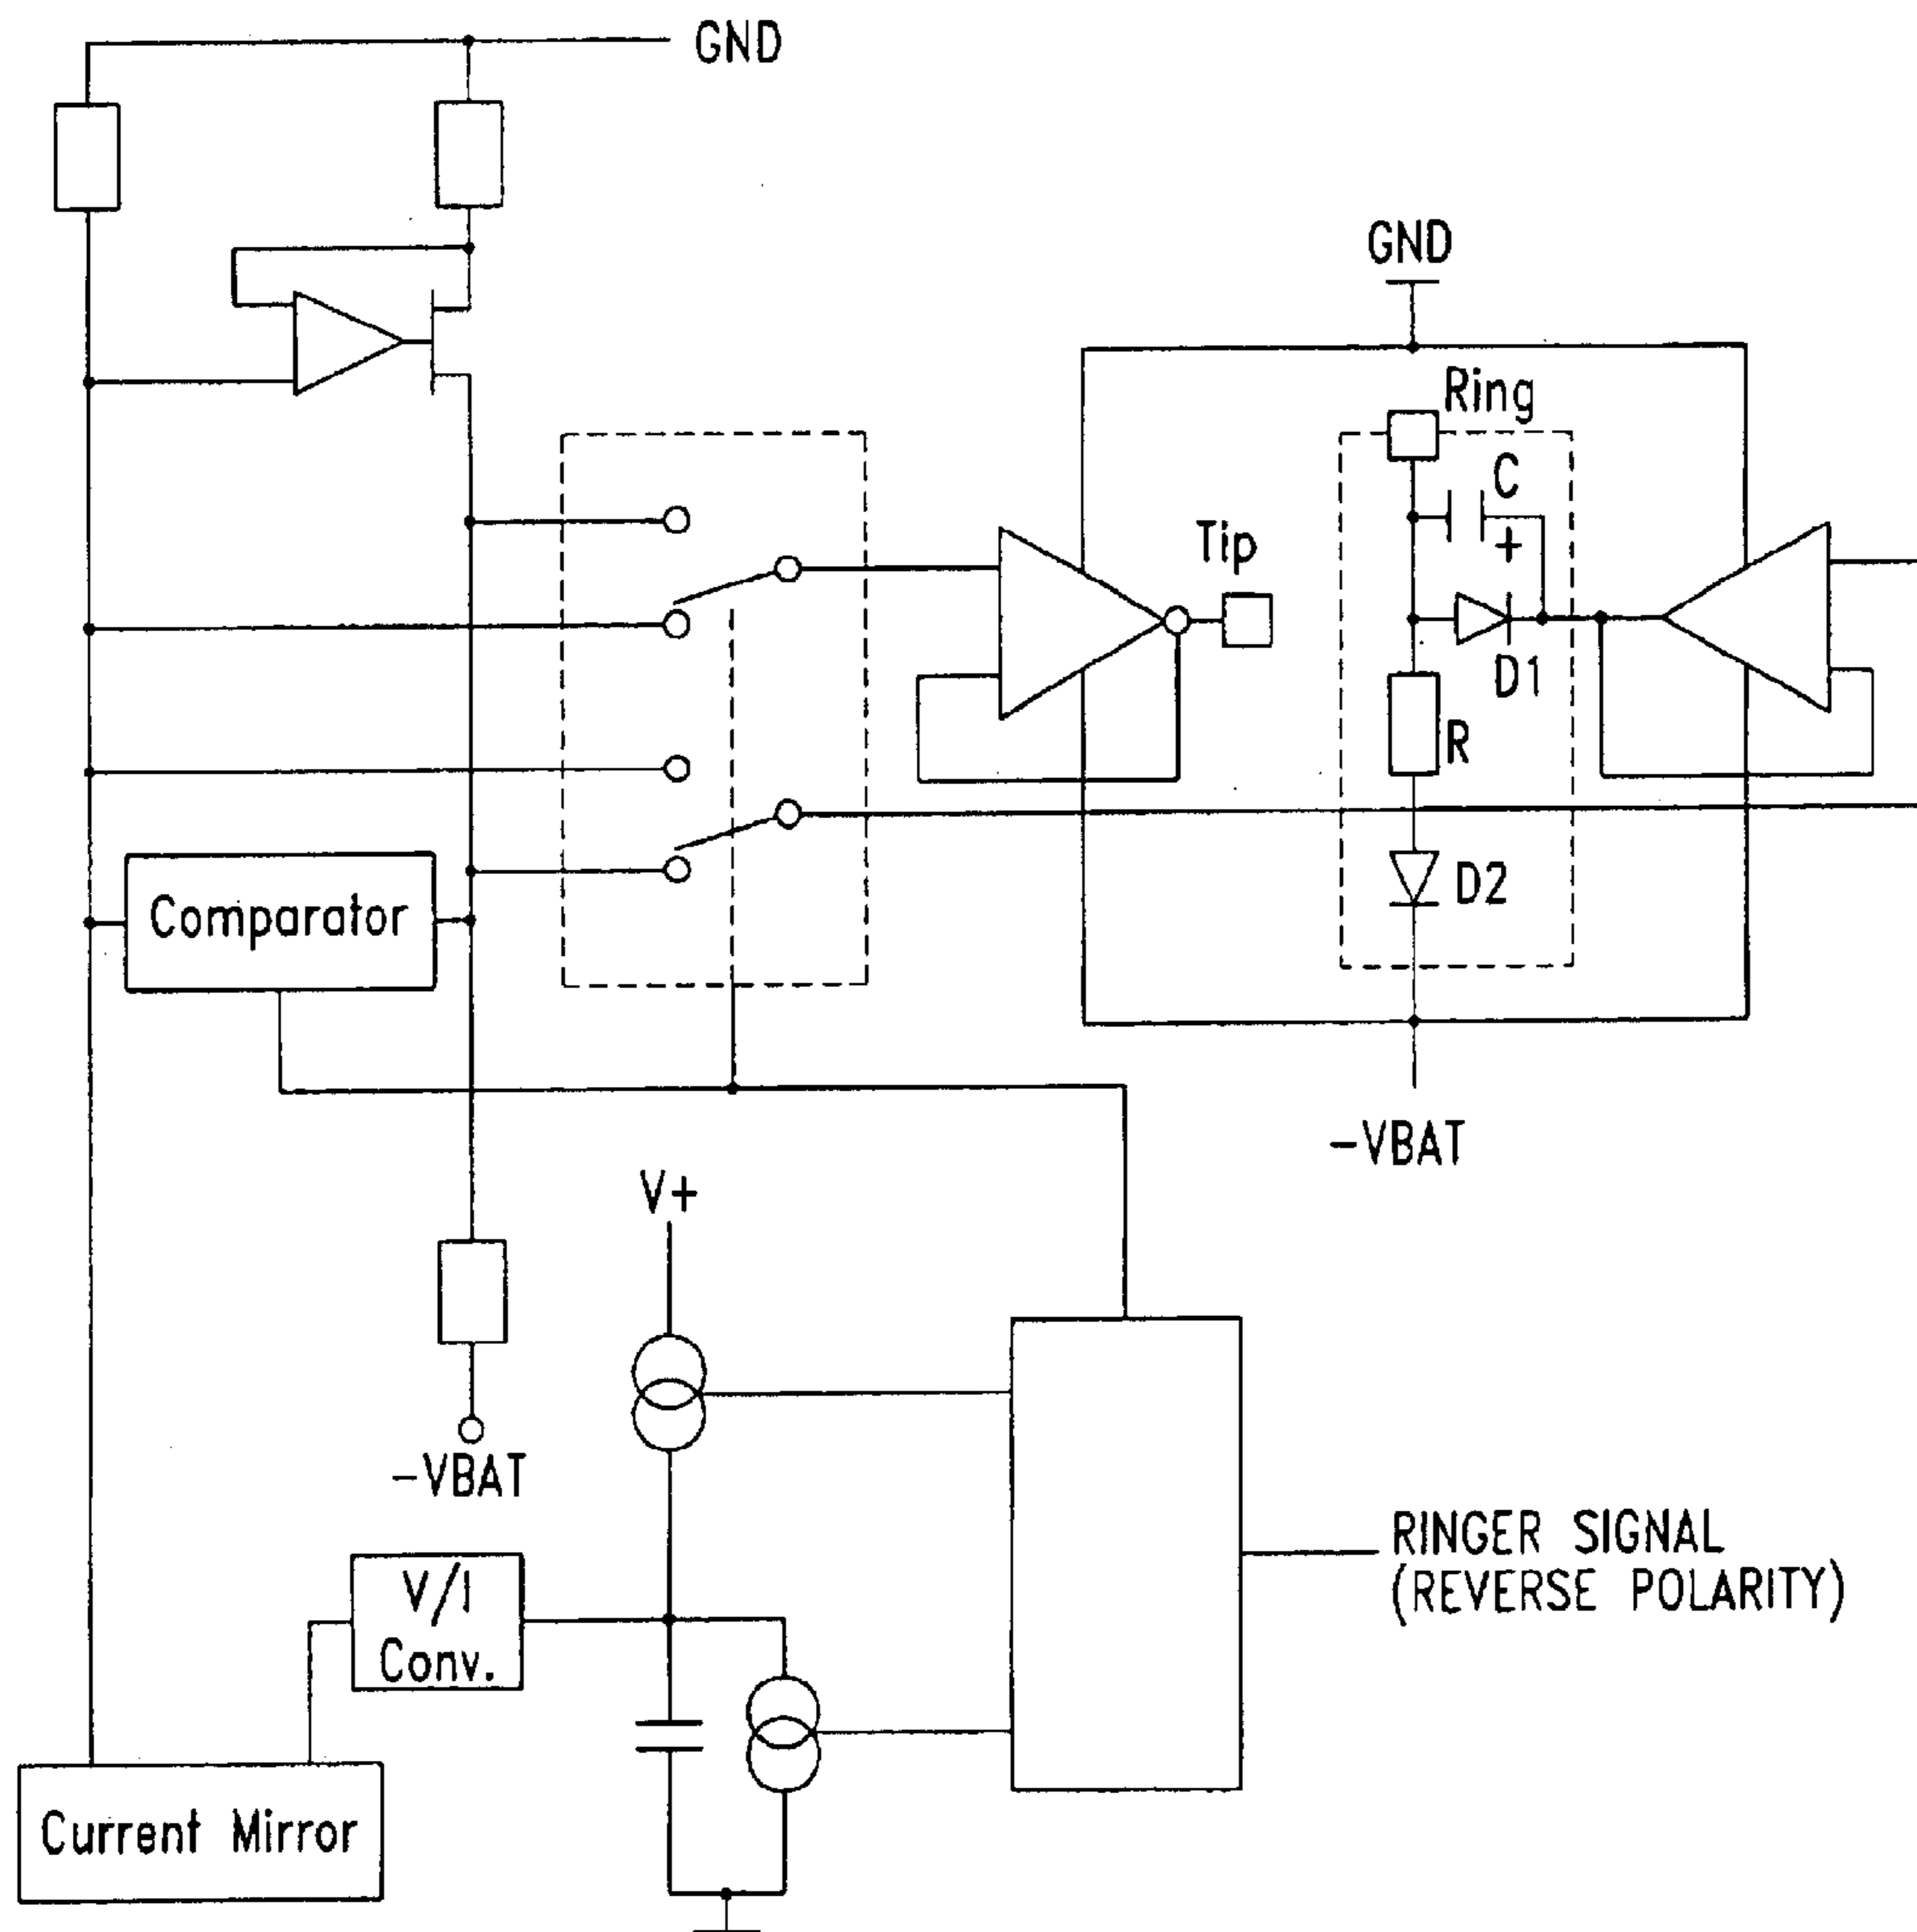 GND
GND
Ring
C
+
Tip
D1
R
D2
Comparator
-VBAT
V+
-VBAT
V/I
Conv.
RINGER SIGNAL
(REVERSE POLARITY)
Current Mirror